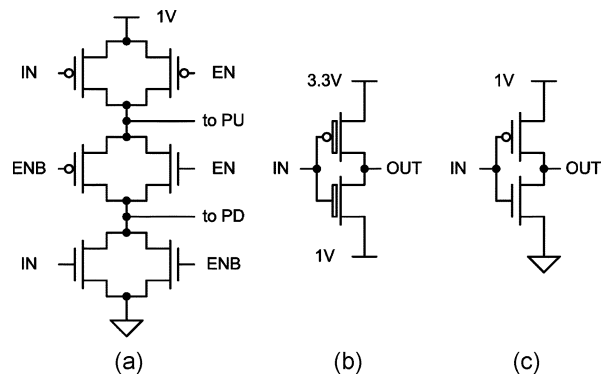 1V
IN
EN
to PU
ENB
EN
to PD
IN
ENB
(a)
3.3V
IN
OUT
1V
(b)
1V
IN
OUT
(c)